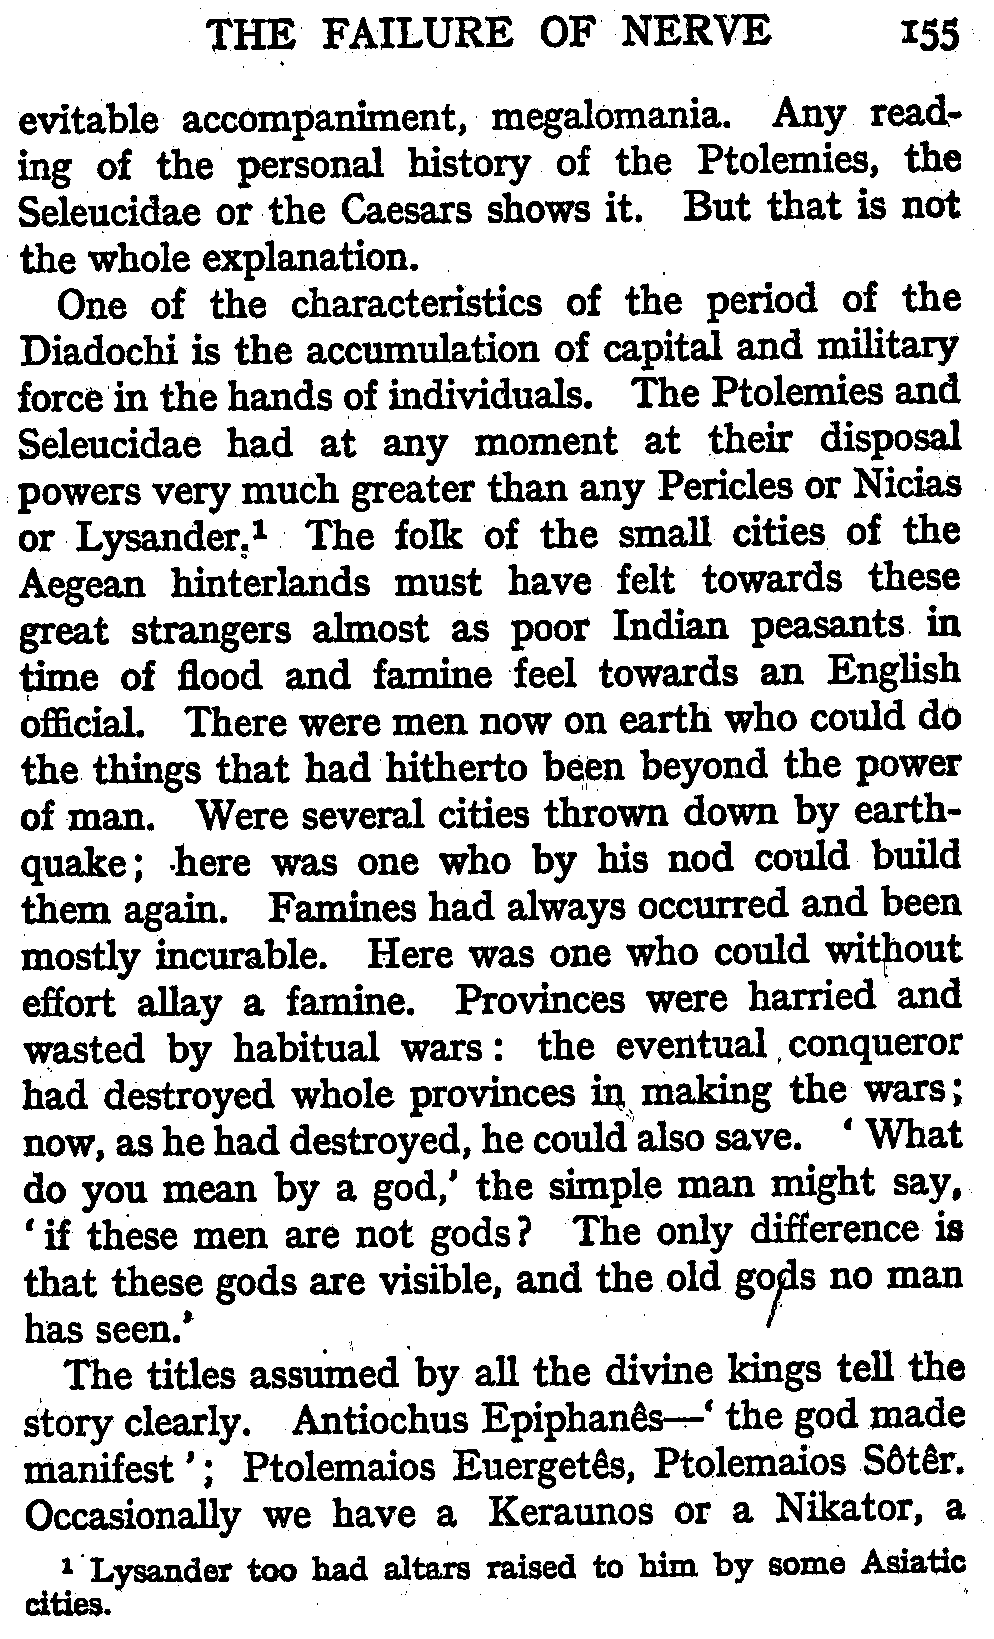 THE FAILURE OF NERVE 155
evitable accompaniment, megalomania. Any read-
ing of the personal history of the Ptolemies, the
Seleucidae or the Caesars shows it. But that is not
the whole explanation.
One of the characteristics of the period of the
Diadochi is the accumulation of capital and military
force in the hands of individuals. The Ptolemies and
Seleucidae had at any moment at their disposal
powers very much greater than any Pericles or Nicias
or Lysander.¹ The folk of the small cities of the
Aegean hinterlands must have felt towards these
great strangers almost as poor Indian peasants in
time of flood and famine feel towards an English
official. There were men now on earth who could do
the things that had hitherto been beyond the power
of man. Were several cities thrown down by earth-
quake; here was one who by his nod could build
them again. Famines had always occurred and been
mostly incurable. Here was one who could without
effort allay a famine. Provinces were harried and
wasted by habitual wars: the eventual conqueror
had destroyed whole provinces in making the wars;
now, as he had destroyed, he could also save. ‘What
do you mean by a god,’ the simple man might say,
‘if these men are not gods? The only difference is
that these gods are visible, and the old gods no man
has seen.’
The titles assumed by all the divine kings tell the
story clearly. Antiochus Epiphanês—‘the god made
manifest’; Ptolemaios Euergetês, Ptolemaios Sôtêr.
Occasionally we have a Keraunos or a Nikator, a
¹ Lysander too had altars raised to him by some Asiatic
cities.